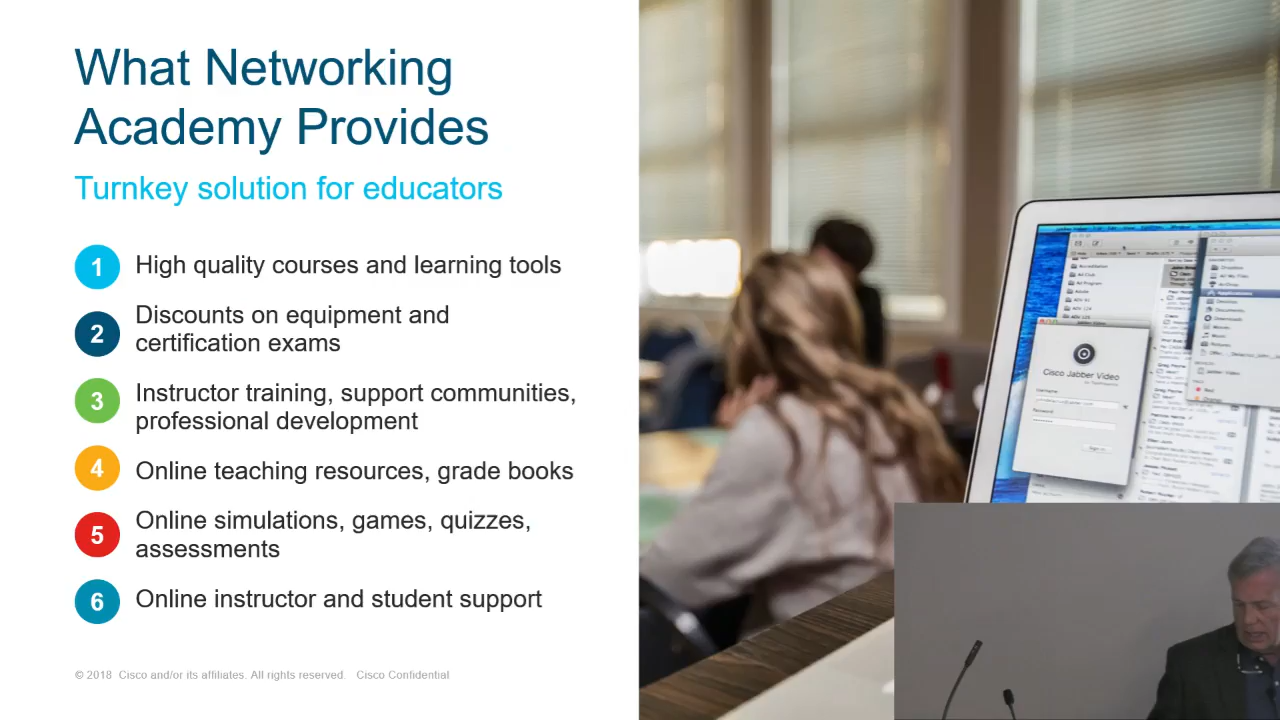 What Networking
Academy Provides
Turnkey solution for educators
1
High quality courses and learning tools
2
Discounts on equipment and
certification exams
3
Instructor training, support communities,
professional development
4
Online teaching resources, grade books
5
Online simulations, games, quizzes,
assessments
6
Online instructor and student support
© 2018 Cisco and/or its affiliates. All rights reserved. Cisco Confidential
Cisco Jabber Video